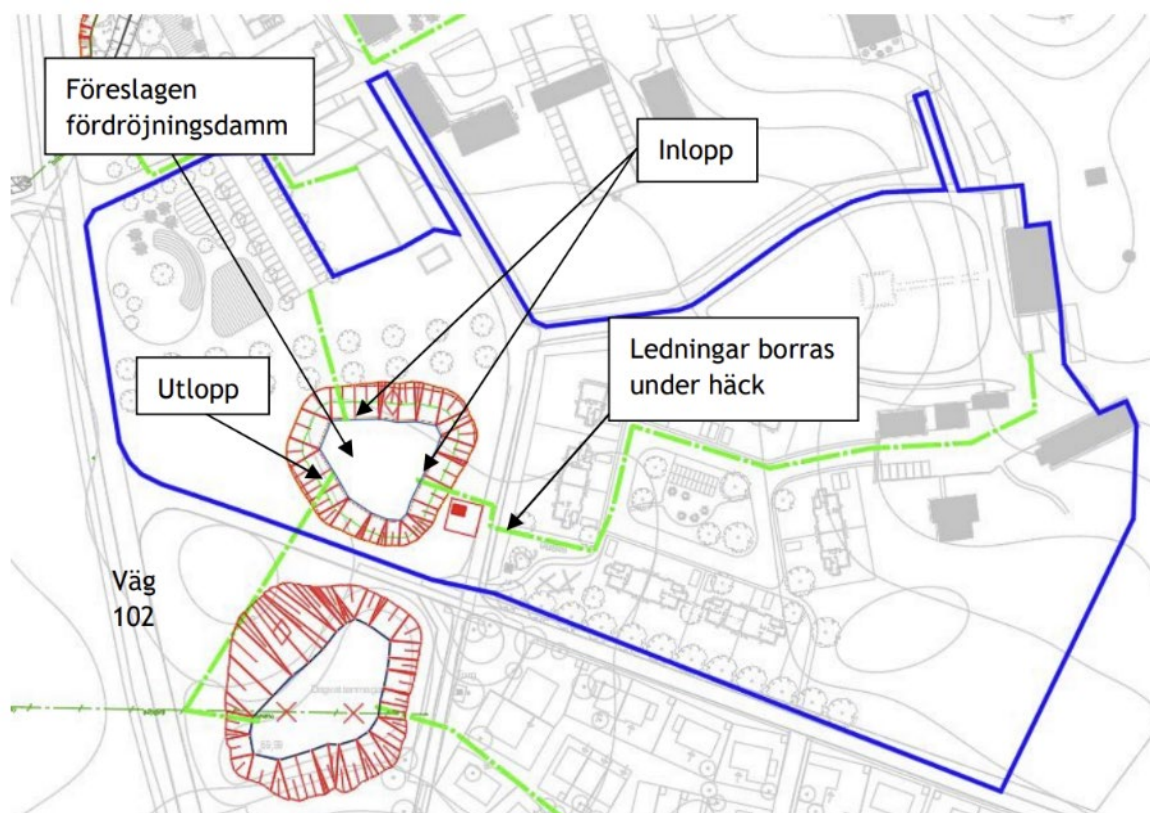 Föreslagen
fördröjningsdamm
Inlopp
Ledningar borras
under häck
Utlopp
Väg
102